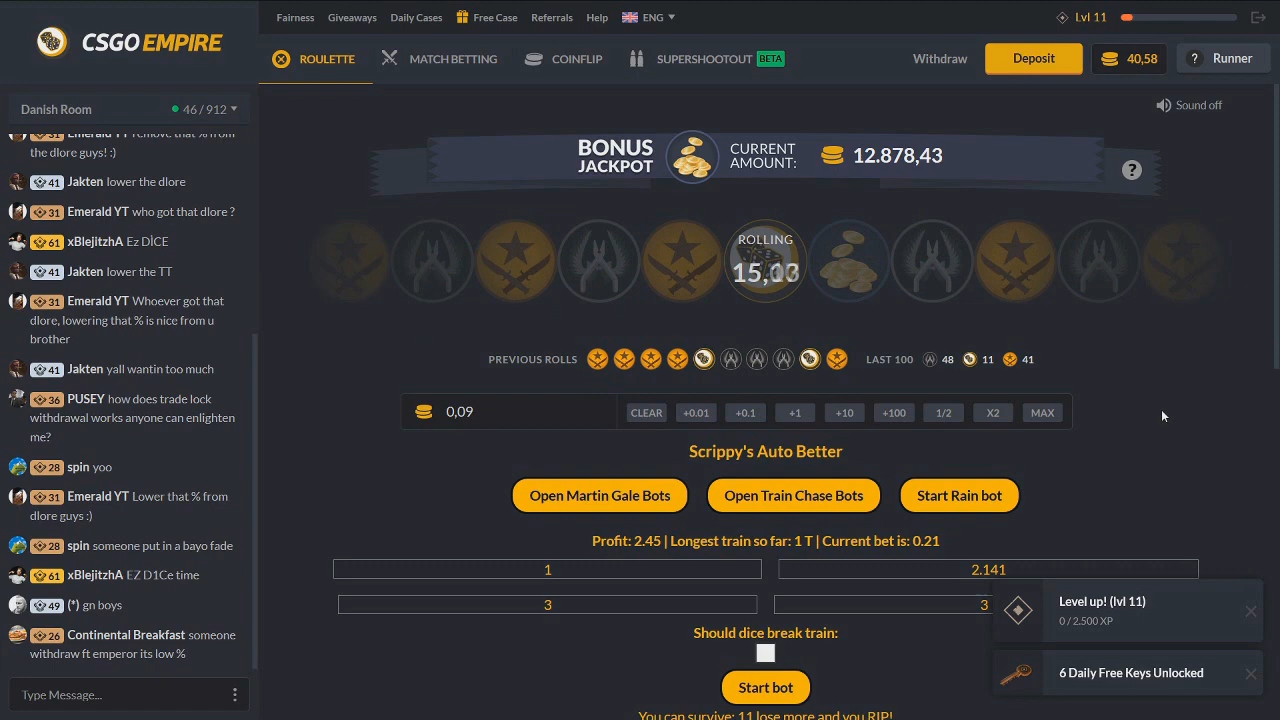 CSGOEMPIRE
Fairness Giveaways Daily Cases Free Case Referrals Help ENG
Lvl 11
ROULETTE MATCH BETTING COINFLIP SUPERSHOOTOUT BETA
Withdraw Deposit 40,58 ? Runner
Danish Room 46 / 912
Sound off
31 Emerald YT remove that % from
the dlore guys! :)
41 Jakten lower the dlore
31 Emerald YT who got that dlore ?
61 xBlejitzhA Ez DİCE
41 Jakten lower the TT
31 Emerald YT Whoever got that
dlore, lowering that % is nice from u
brother
41 Jakten yall wantin too much
36 PUSEY how does trade lock
withdrawal works anyone can enlighten
me?
28 spin yoo
31 Emerald YT Lower that % from
dlore guys :)
28 spin someone put in a bayo fade
61 xBlejitzhA EZ D1Ce time
49 (*) gn boys
26 Continental Breakfast someone
withdraw ft emperor its low %
Type Message...
BONUS
JACKPOT
CURRENT
AMOUNT:
12.878,43
?
ROLLING
PREVIOUS ROLLS LAST 100 48 11 41
0,09 CLEAR +0.01 +0.1 +1 +10 +100 1/2 X2 MAX
Scrippy's Auto Better
Open Martin Gale Bots Open Train Chase Bots Start Rain bot
Profit: 2.45 | Longest train so far: 1 T | Current bet is: 0.21
1 2.141
3 3
Should dice break train:
Start bot
You can survive: 11 lose more and you RIP!
Level up! (lvl 11)
0 / 2.500 XP
6 Daily Free Keys Unlocked